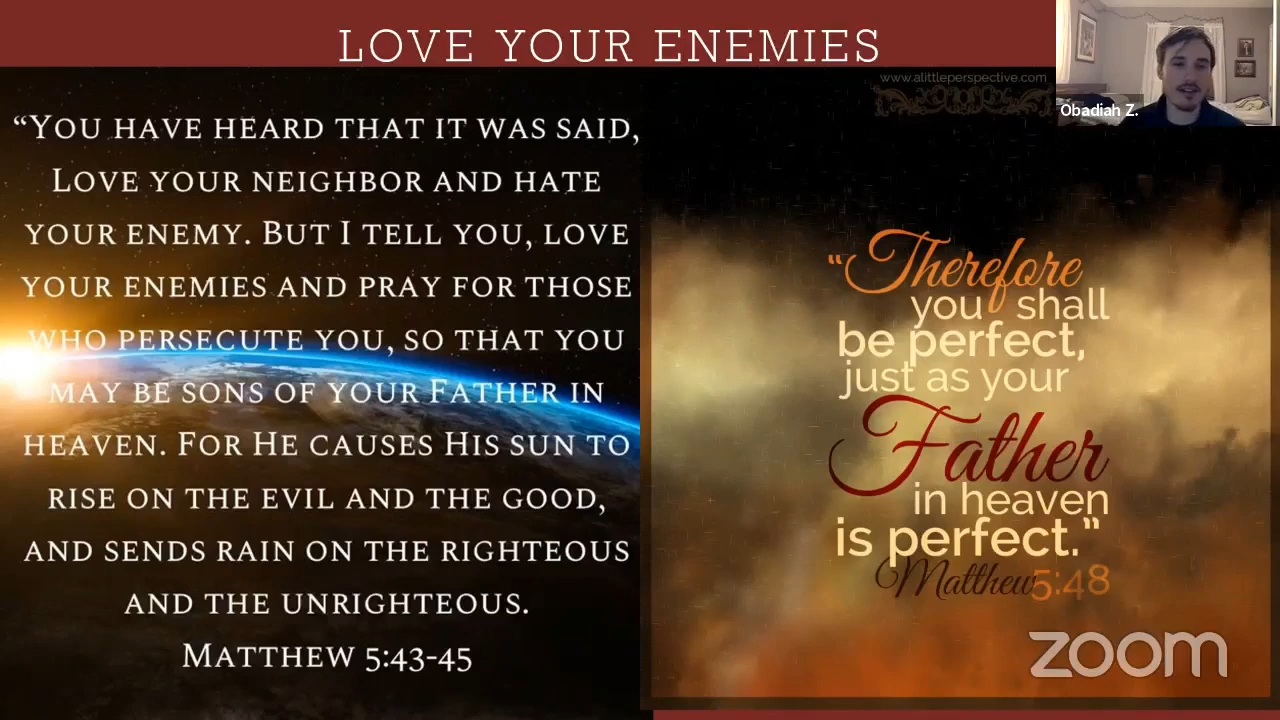 LOVE YOUR ENEMIES
www.alittleperspective.com
Obadiah Z.
“YOU HAVE HEARD THAT IT WAS SAID,
LOVE YOUR NEIGHBOR AND HATE
YOUR ENEMY. BUT I TELL YOU, LOVE
YOUR ENEMIES AND PRAY FOR THOSE
WHO PERSECUTE YOU, SO THAT YOU
MAY BE SONS OF YOUR FATHER IN
HEAVEN. FOR HE CAUSES HIS SUN TO
RISE ON THE EVIL AND THE GOOD,
AND SENDS RAIN ON THE RIGHTEOUS
AND THE UNRIGHTEOUS.
MATTHEW 5:43-45
“Therefore
you shall
be perfect,
just as your
Father
in heaven
is perfect.”
Matthew 5:48
zoom